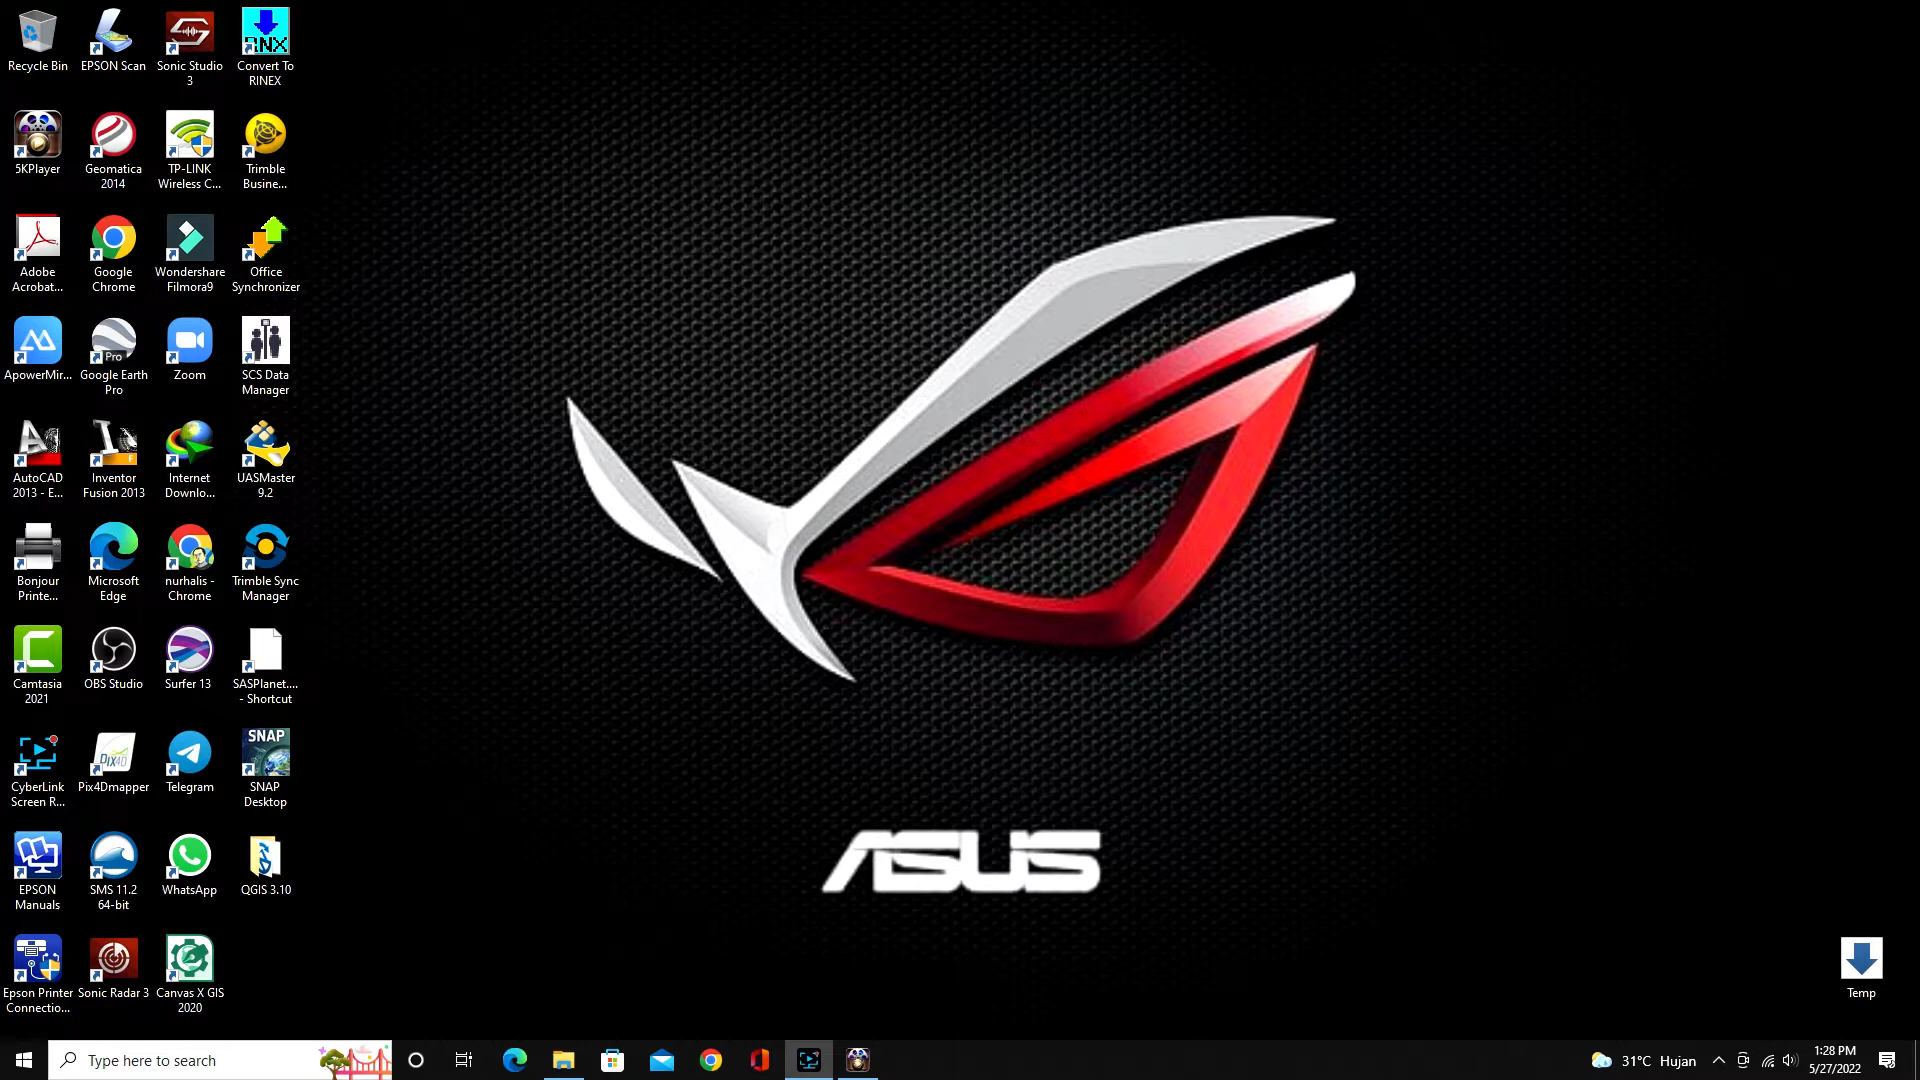 Recycle Bin
EPSON Scan
Sonic Studio
3
RNX
Convert To
RINEX
5KPlayer
Geomatica
2014
TP-LINK
Wireless C...
Trimble
Busine...
Adobe
Acrobat...
Google
Chrome
Wondershare
Filmora9
Office
Synchronizer
ApowerMir...
Pro
Google Earth
Pro
Zoom
SCS Data
Manager
AutoCAD
2013 - E...
Inventor
Fusion 2013
Internet
Downlo...
UASMaster
9.2
Bonjour
Printe...
Microsoft
Edge
nurhalis -
Chrome
Trimble Sync
Manager
Camtasia
2021
OBS Studio
Surfer 13
SASPlanet....
- Shortcut
CyberLink
Screen R...
Pix4D
Pix4Dmapper
Telegram
SNAP
SNAP
Desktop
EPSON
Manuals
SMS 11.2
64-bit
WhatsApp
QGIS 3.10
Epson Printer
Connectio...
Sonic Radar 3
Canvas X GIS
2020
ASUS
Temp
Type here to search
31°C Hujan
1:28 PM
5/27/2022